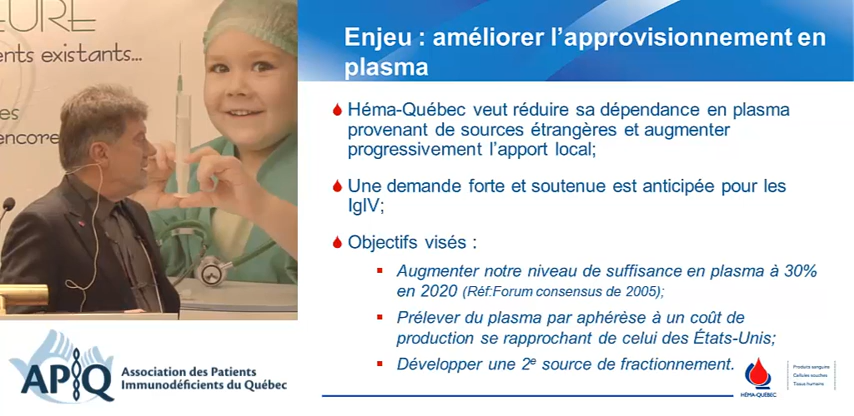 EURE
ents existants...
es
encore
Enjeu : améliorer l’approvisionnement en
plasma
Héma-Québec veut réduire sa dépendance en plasma
provenant de sources étrangères et augmenter
progressivement l’apport local;
Une demande forte et soutenue est anticipée pour les
IgIV;
Objectifs visés :
Augmenter notre niveau de suffisance en plasma à 30%
en 2020 (Réf:Forum consensus de 2005);
Prélever du plasma par aphérèse à un coût de
production se rapprochant de celui des États-Unis;
Développer une 2e source de fractionnement.
APIQ
Association des Patients
Immunodéficients du Québec
HÉMA-QUÉBEC
Produits sanguins
Cellules souches
Tissus humains